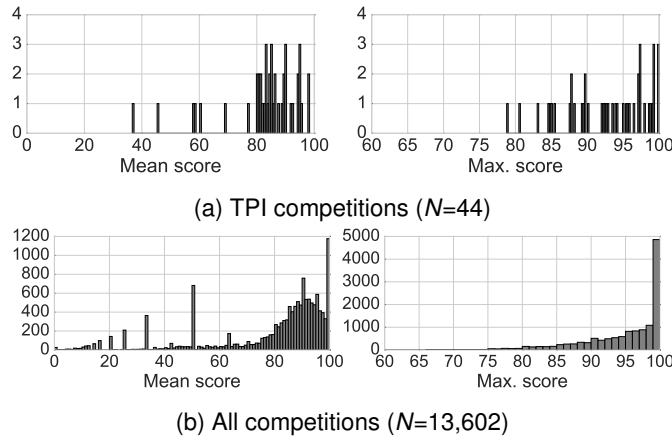 4
3
2
1
0
0 20 40 60 80 100
Mean score
4
3
2
1
0
60 65 70 75 80 85 90 95 100
Max. score
(a) TPI competitions (N=44)
1200
1000
800
600
400
200
0
0 20 40 60 80 100
Mean score
5000
4000
3000
2000
1000
0
60 65 70 75 80 85 90 95 100
Max. score
(b) All competitions (N=13,602)